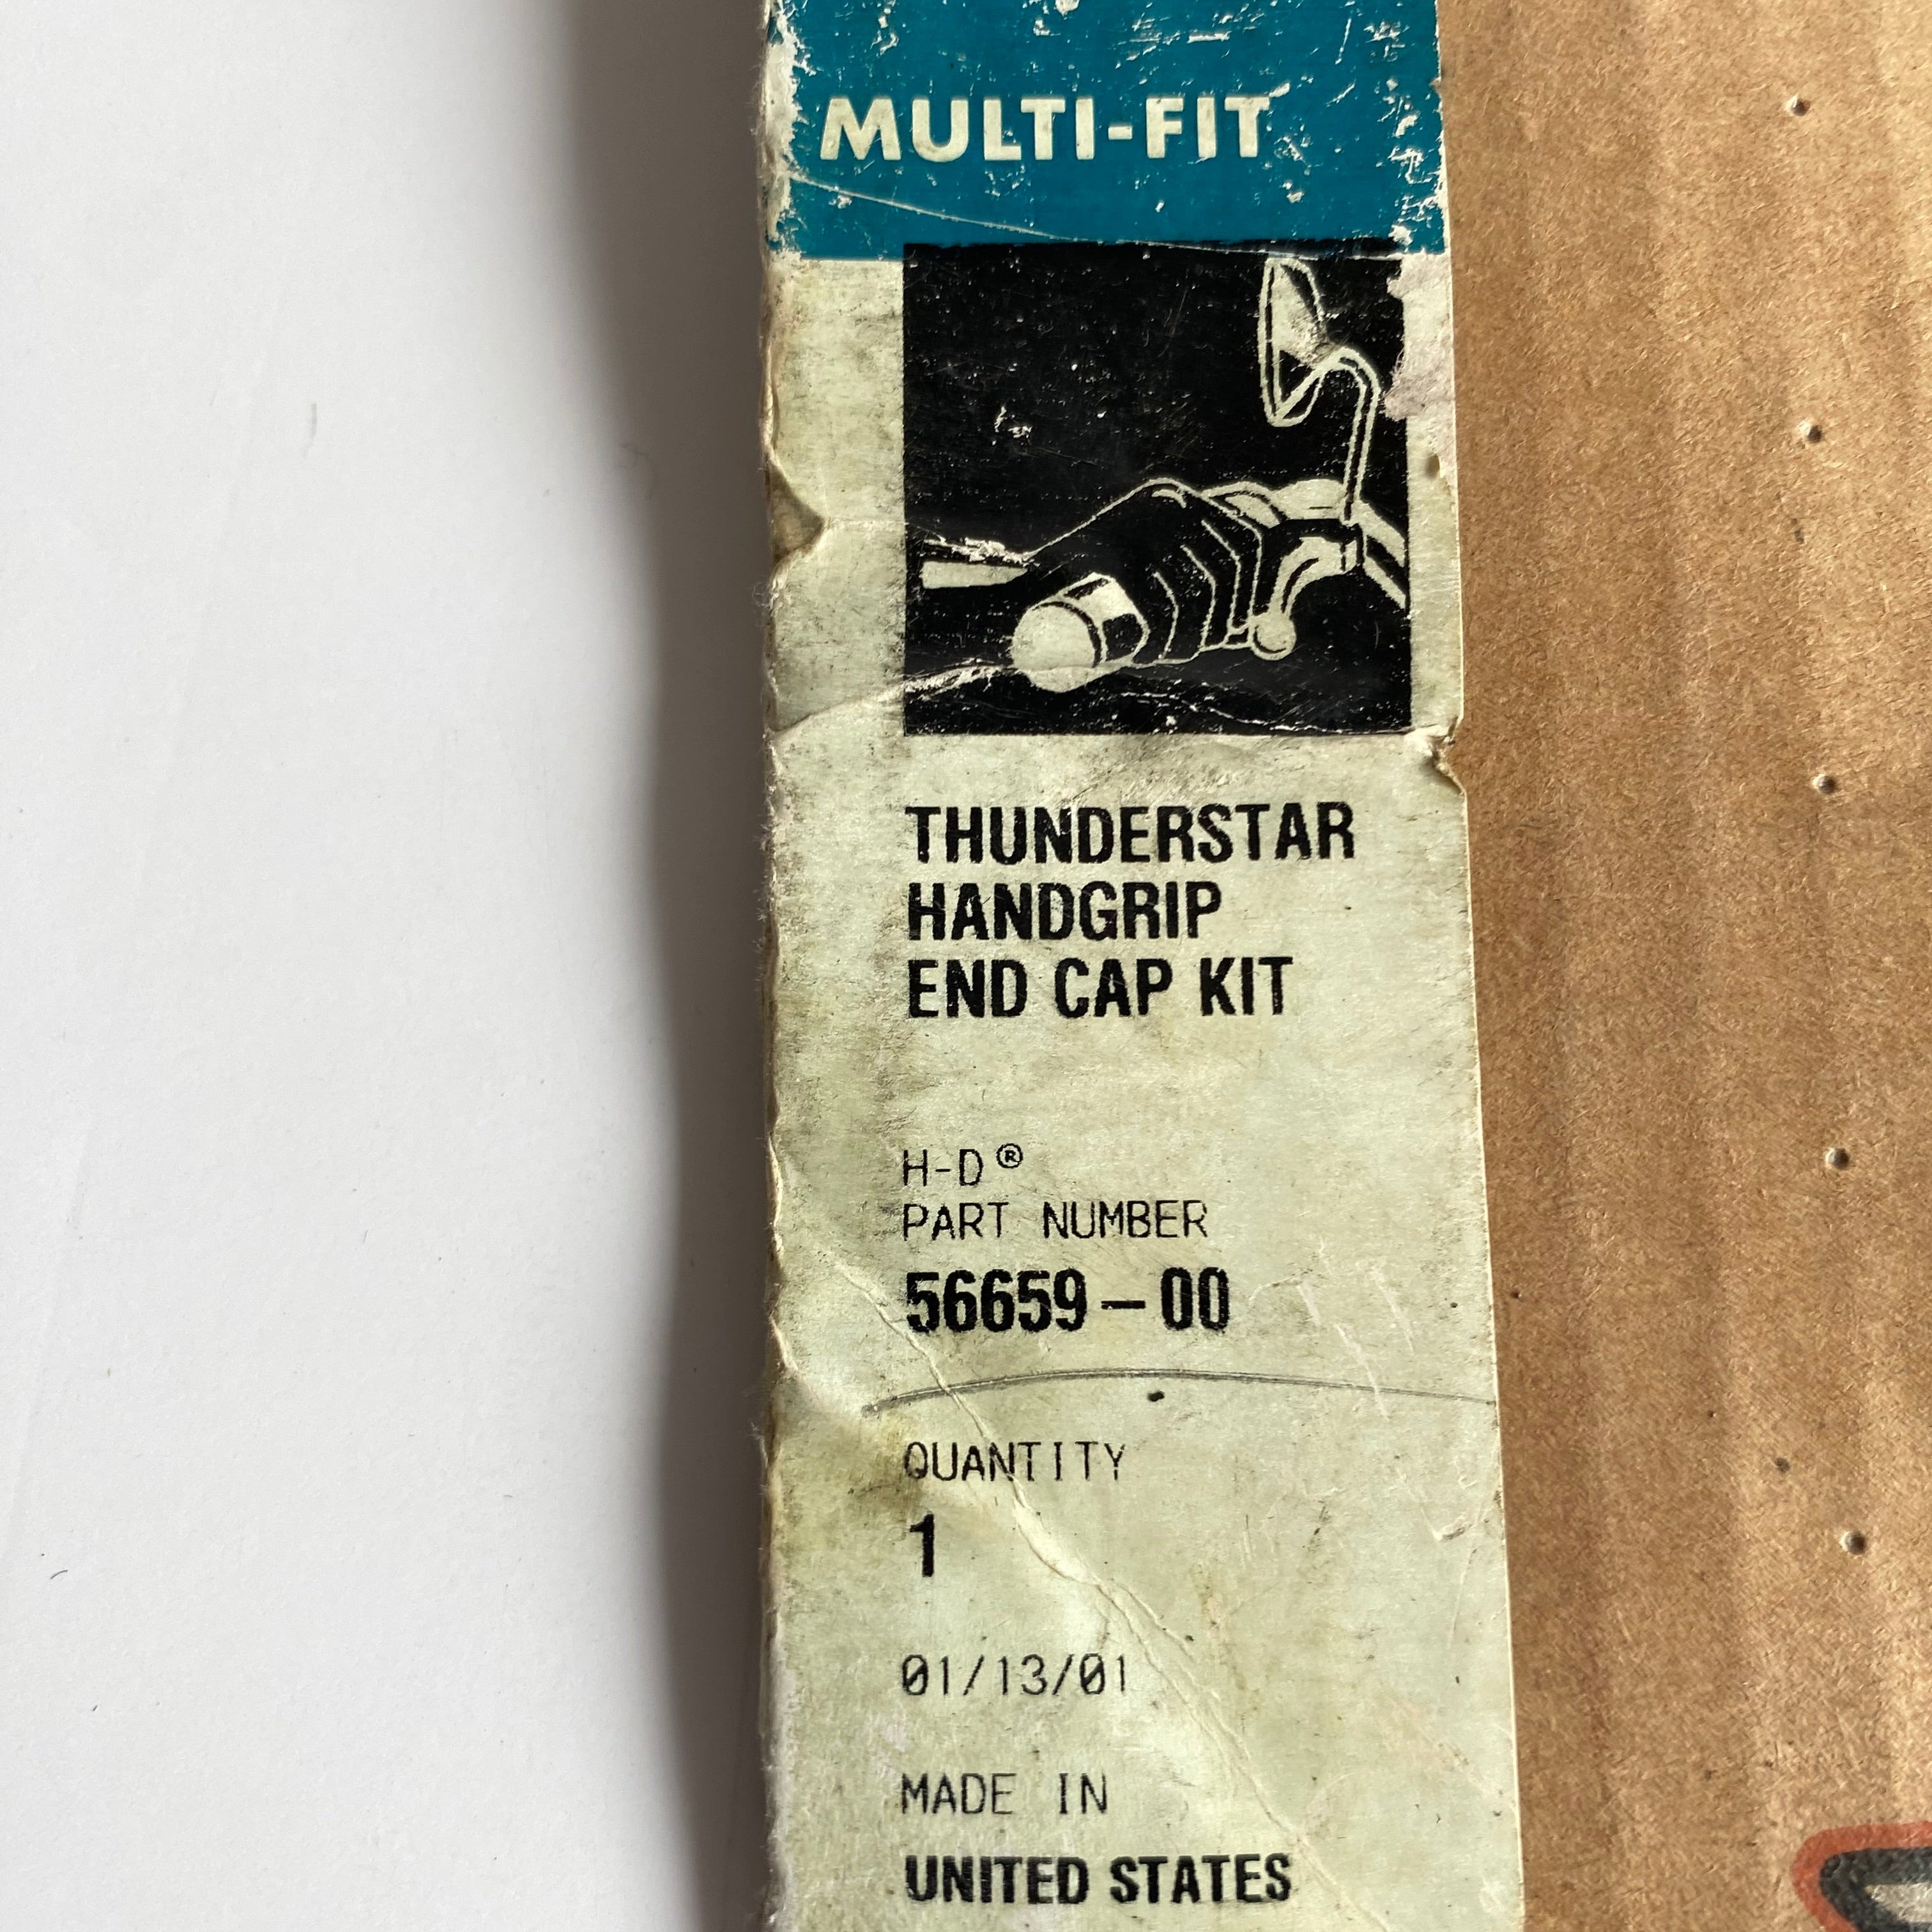 MULTI-FIT
THUNDERSTAR
HANDGRIP
END CAP KIT
H-D®
PART NUMBER
56659-00
QUANTITY
1
01/13/01
MADE IN
UNITED STATES